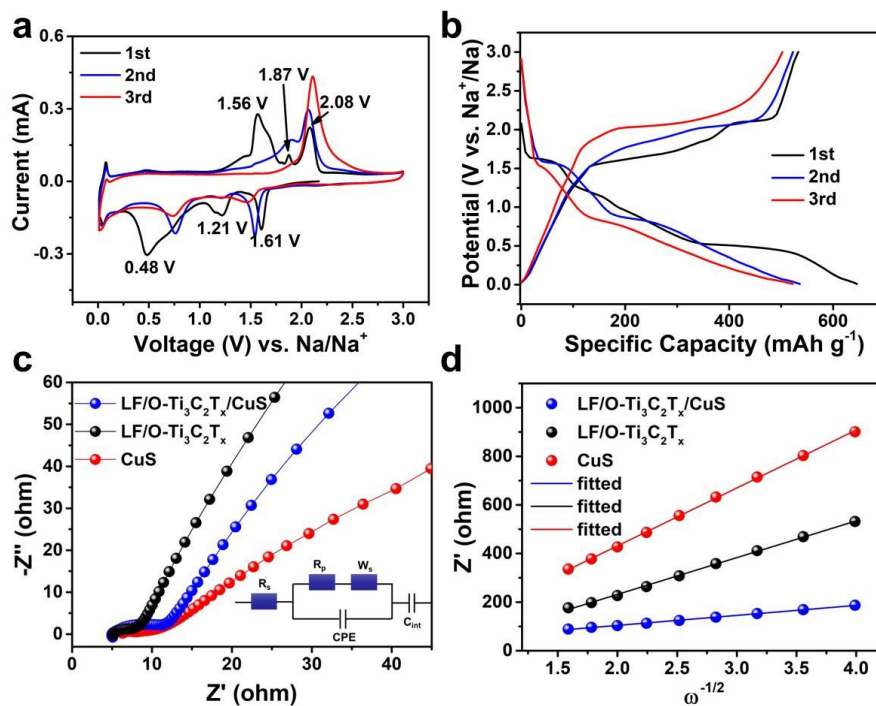 a
0.6
0.3
0.0
-0.3
Current (mA)
1st
2nd
3rd
1.56 V
1.87 V
2.08 V
0.48 V
1.21 V
1.61 V
0.0 0.5 1.0 1.5 2.0 2.5 3.0
Voltage (V) vs. Na/Na⁺
b
3.0
2.5
2.0
1.5
1.0
0.5
0.0
Potential (V vs. Na⁺/Na)
1st
2nd
3rd
0 200 400 600
Specific Capacity (mAh g⁻¹)
c
60
50
40
30
20
10
0
-Z'' (ohm)
LF/O-Ti₃C₂Tₓ/CuS
LF/O-Ti₃C₂Tₓ
CuS
Rₛ
Rₚ
Wₛ
CPE
C_int
0 10 20 30 40
Z' (ohm)
d
1000
800
600
400
200
0
Z' (ohm)
LF/O-Ti₃C₂Tₓ/CuS
LF/O-Ti₃C₂Tₓ
CuS
fitted
fitted
fitted
1.5 2.0 2.5 3.0 3.5 4.0
ω⁻¹/²